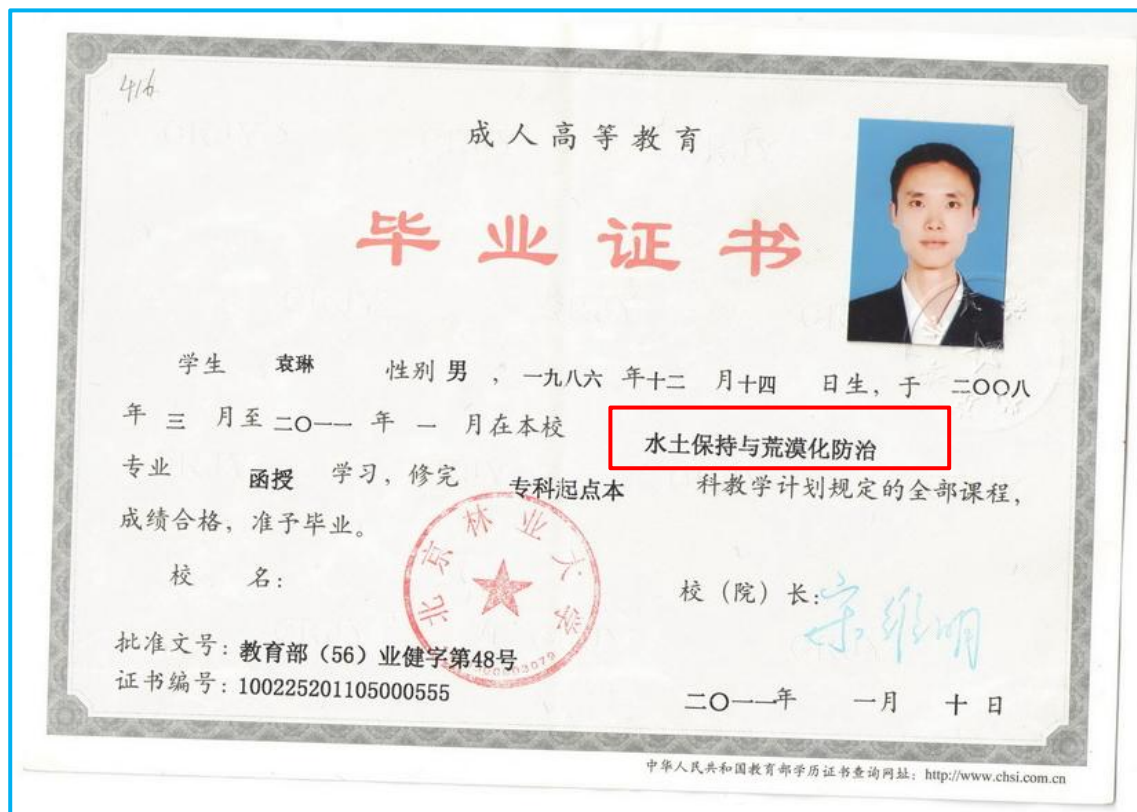 416
成人高等教育
毕业证书
学生 袁琳 性别 男 ，一九八六 年十二 月十四 日生，于 二〇〇八
年 三 月至 二〇一一 年 一 月在本校 水土保持与荒漠化防治
专业 函授 学习，修完 专科起点本 科教学计划规定的全部课程，
成绩合格，准予毕业。
北京林业大学
校 名： 校（院）长：宋维明
批准文号：教育部（56）业健字第48号
证书编号：100225201105000555
二〇一一年 一月 十 日
中华人民共和国教育部学历证书查询网址：http://www.chsi.com.cn